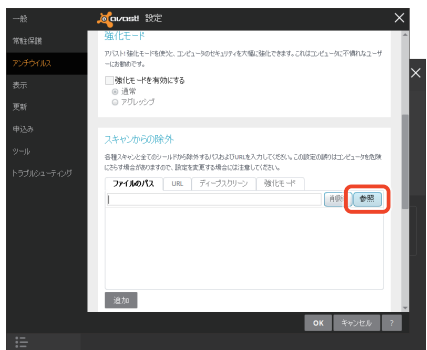 avast! 設定
一般
常駐保護
アンチウイルス
表示
更新
申込み
ツール
トラブルシューティング
強化モード
アバスト! 強化モードを使うと、コンピュータのセキュリティを大幅に強化できます。これはコンピュータに不慣れなユーザーにお勧めです。
強化モードを有効にする
通常
アグレッシブ
スキャンからの除外
各種スキャンと全てのシールドから除外するパスおよびURLを入力してください。この設定の誤りはコンピュータを危険
にさらす場合がありますので、設定を変更する場合には注意してください。
ファイルのパス URL ディープスクリーン 強化モード
参照
追加
OK キャンセル ?